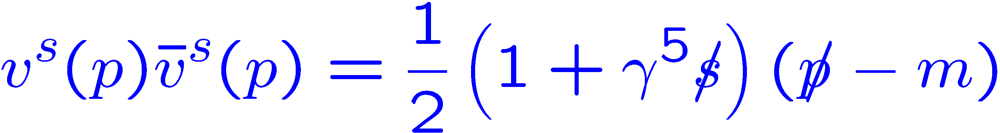 $v^s(p)\bar{v}^s(p) = \frac{1}{2}\left(1 + \gamma^5 \not{s}\right)(\not{p} - m)$